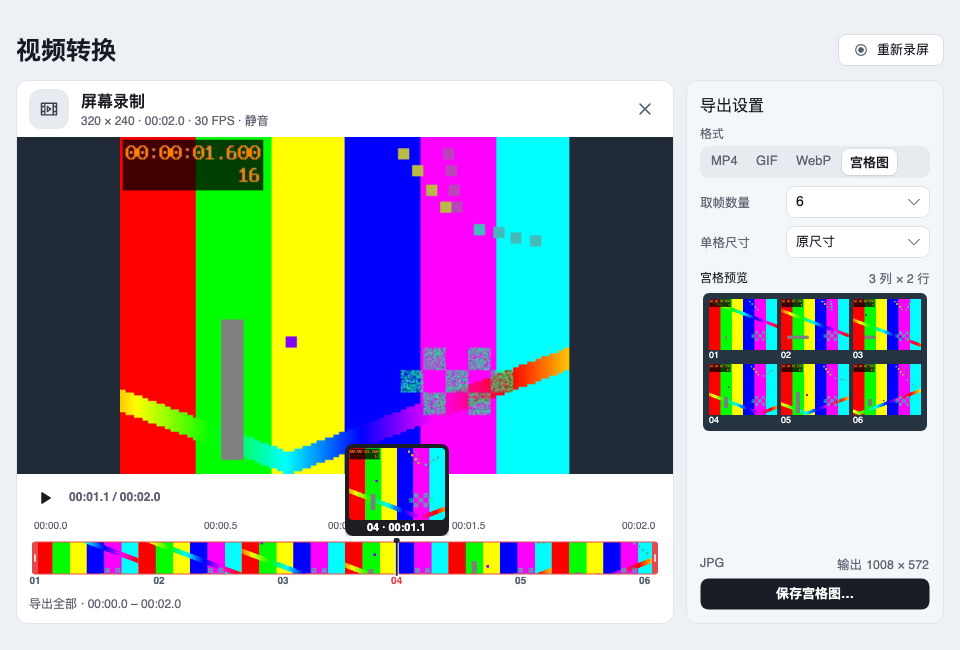 视频转换
重新录屏
屏幕录制
320 × 240 · 00:02.0 · 30 FPS · 静音
00:00:01.600
16
00:01.1 / 00:02.0
00:00.0
00:00.5
00:0
04 · 00:01.1
00:01.5
00:02.0
01
02
03
04
05
06
导出全部 · 00:00.0 – 00:02.0
导出设置
格式
MP4
GIF
WebP
宫格图
取帧数量
6
单格尺寸
原尺寸
宫格预览
3 列 × 2 行
01
02
03
04
05
06
JPG
输出 1008 × 572
保存宫格图...